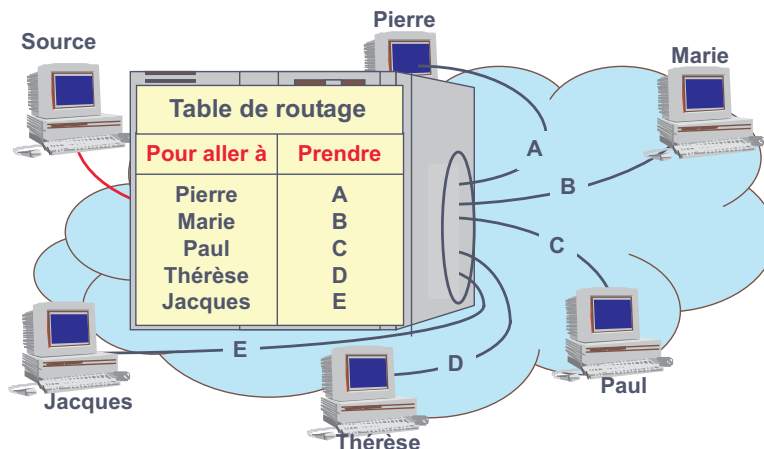 Pierre
Source
Marie
Table de routage
Pour aller à Prendre
Pierre A
Marie B
Paul C
Thérèse D
Jacques E
A
B
C
E
D
Jacques
Paul
Thérèse